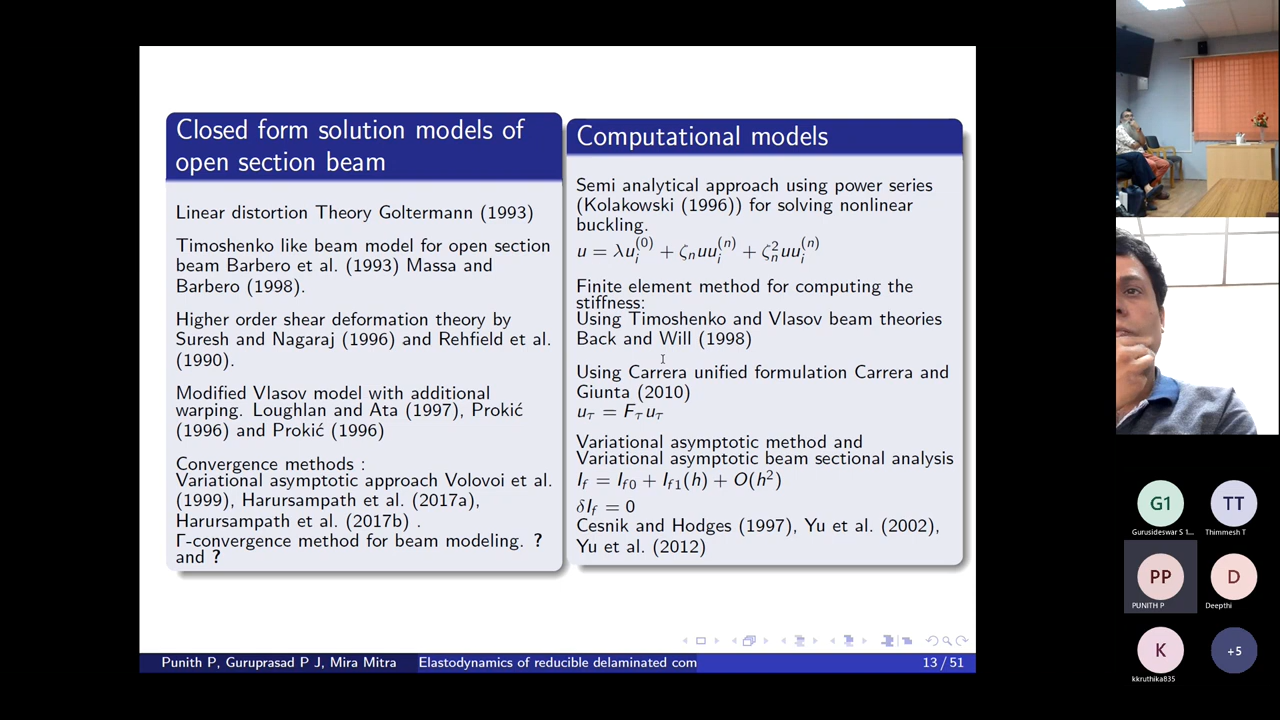 Closed form solution models of
open section beam
Linear distortion Theory Goltermann (1993)
Timoshenko like beam model for open section
beam Barbero et al. (1993) Massa and
Barbero (1998).
Higher order shear deformation theory by
Suresh and Nagaraj (1996) and Rehfield et al.
(1990).
Modified Vlasov model with additional
warping. Loughlan and Ata (1997), Prokić
(1996) and Prokić (1996)
Convergence methods :
Variational asymptotic approach Volovoi et al.
(1999), Harursampath et al. (2017a),
Harursampath et al. (2017b) .
Γ-convergence method for beam modeling. ?
and ?
Computational models
Semi analytical approach using power series
(Kolakowski (1996)) for solving nonlinear
buckling.
u = λu_i^(0) + ζ_n uu_i^(n) + ζ_n^2 uu_i^(n)
Finite element method for computing the
stiffness:
Using Timoshenko and Vlasov beam theories
Back and Will (1998)
Using Carrera unified formulation Carrera and
Giunta (2010)
u_τ = F_τ u_τ
Variational asymptotic method and
Variational asymptotic beam sectional analysis
I_f = I_f0 + I_f1(h) + O(h^2)
δI_f = 0
Cesnik and Hodges (1997), Yu et al. (2002),
Yu et al. (2012)
Punith P, Guruprasad P J, Mira Mitra
Elastodynamics of reducible delaminated com
13 / 51
G1
Gurusideswar S 1...
TT
Thimmesh T
PP
PUNITH P
D
Deepthi
K
kkruthika835
+5